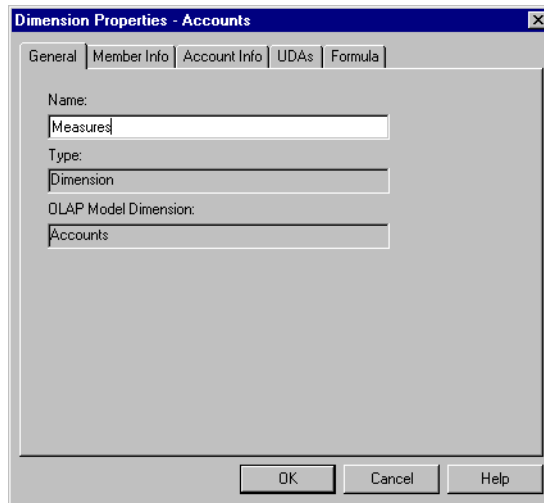 Dimension Properties - Accounts
General Member Info Account Info UDAs Formula
Name:
Measures
Type:
Dimension
OLAP Model Dimension:
Accounts
OK Cancel Help